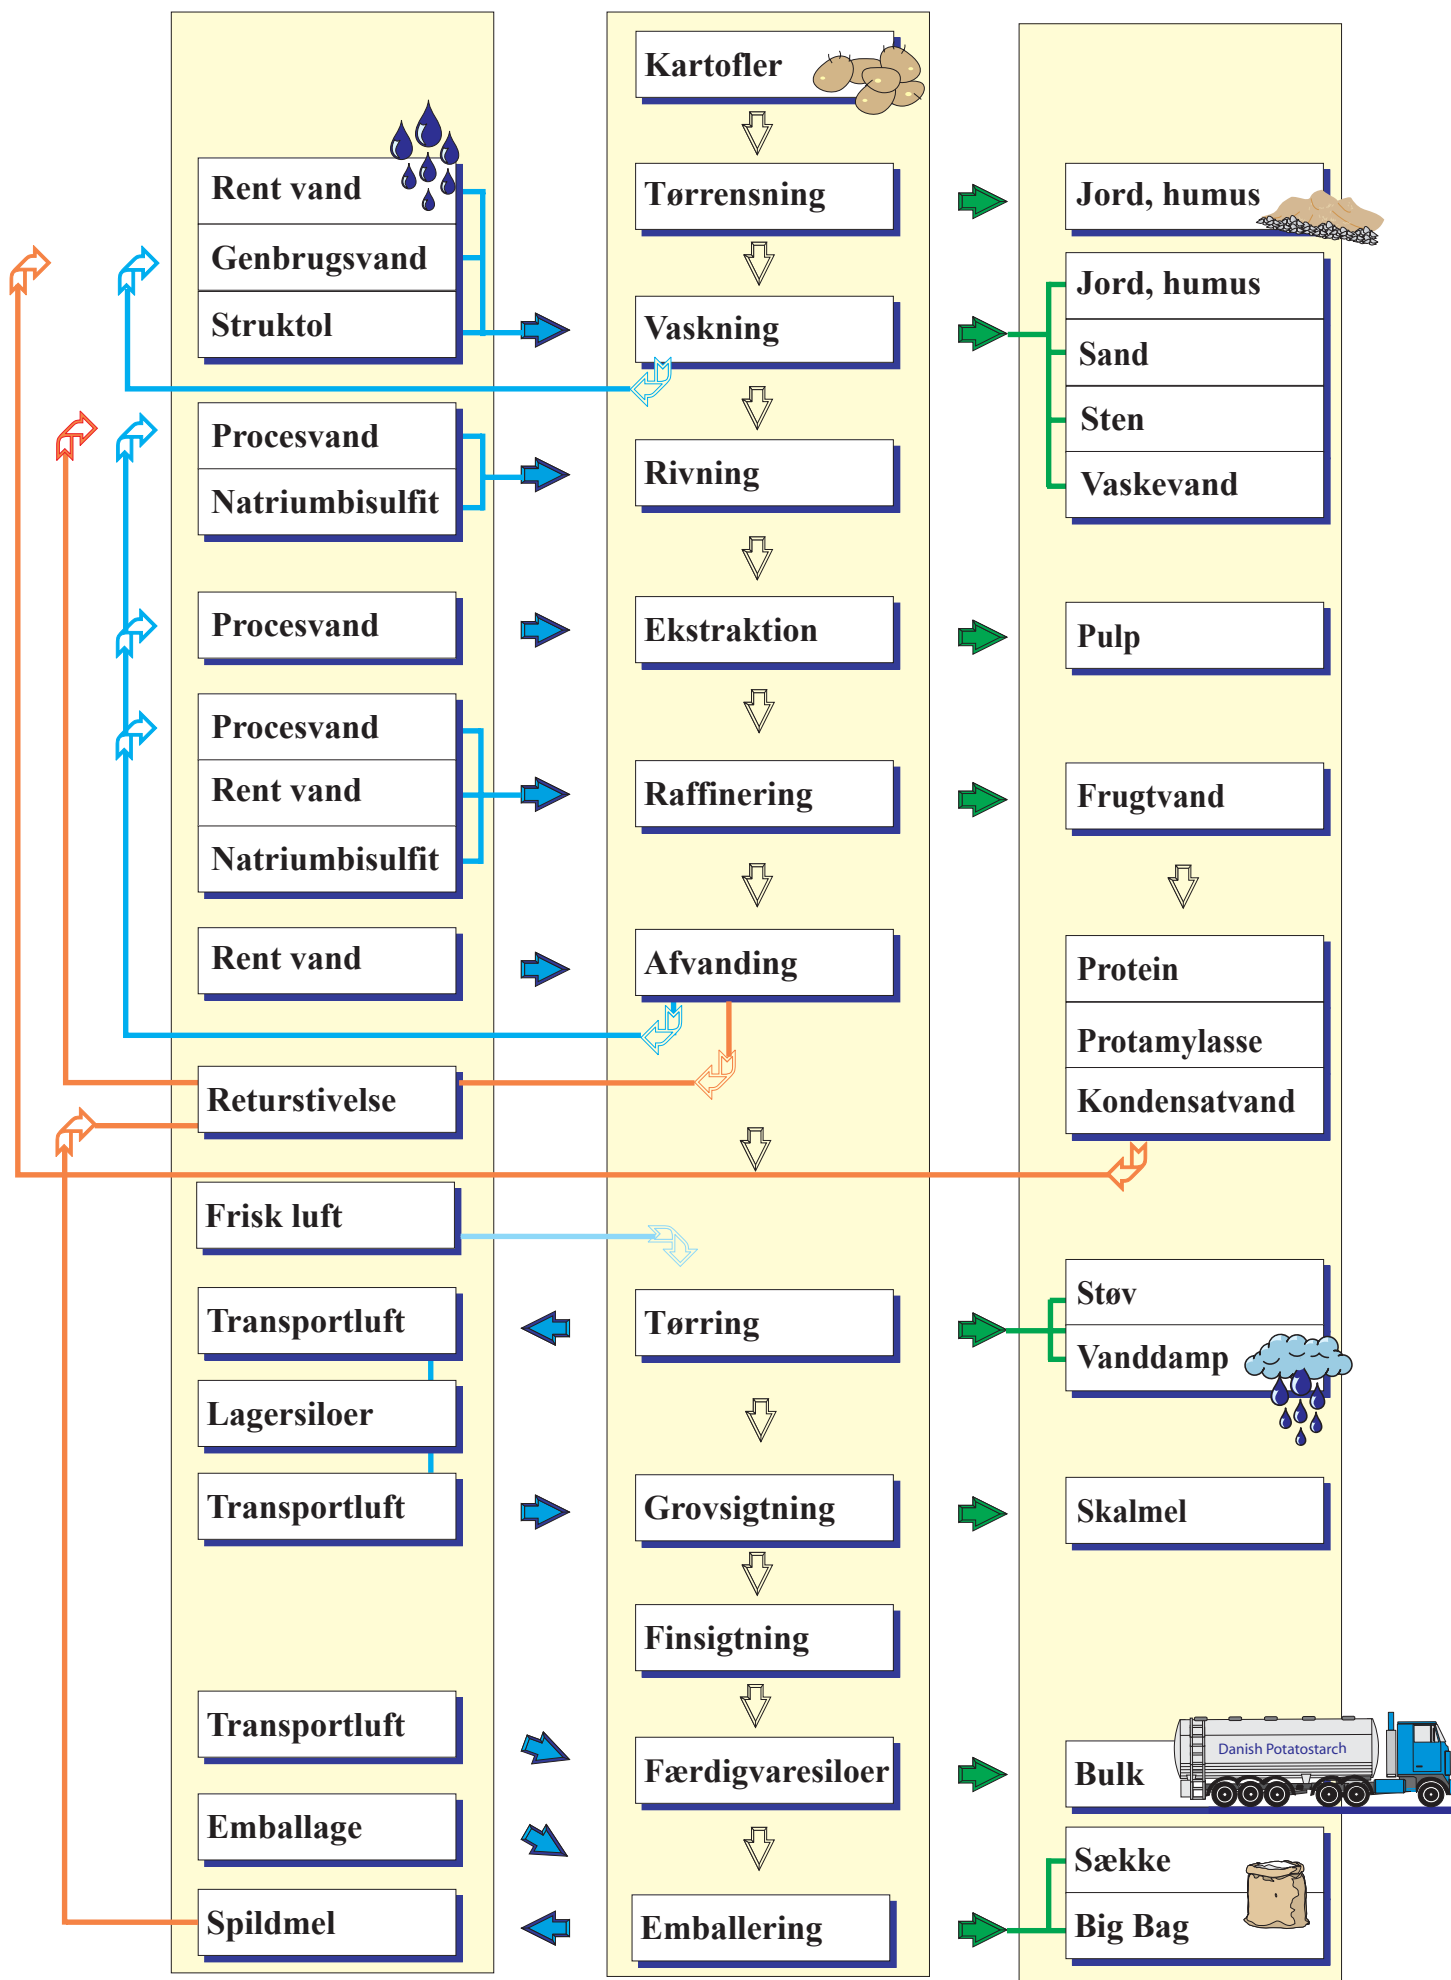 Kartofler
Rent vand
Tørrensning
Jord, humus
Genbrugsvand
Jord, humus
Struktol
Vaskning
Sand
Procesvand
Sten
Rivning
Natriumbisulfit
Vaskevand
Procesvand
Ekstraktion
Pulp
Procesvand
Rent vand
Raffinering
Frugtvand
Natriumbisulfit
Rent vand
Afvanding
Protein
Protamylasse
Returstivelse
Kondensatvand
Frisk luft
Støv
Transportluft
Tørring
Vanddamp
Lagersiloer
Transportluft
Grovsigtning
Skalmel
Finsigtning
Transportluft
Danish Potatostarch
Færdigvaresiloer
Bulk
Emballage
Sække
Spildmel
Emballering
Big Bag